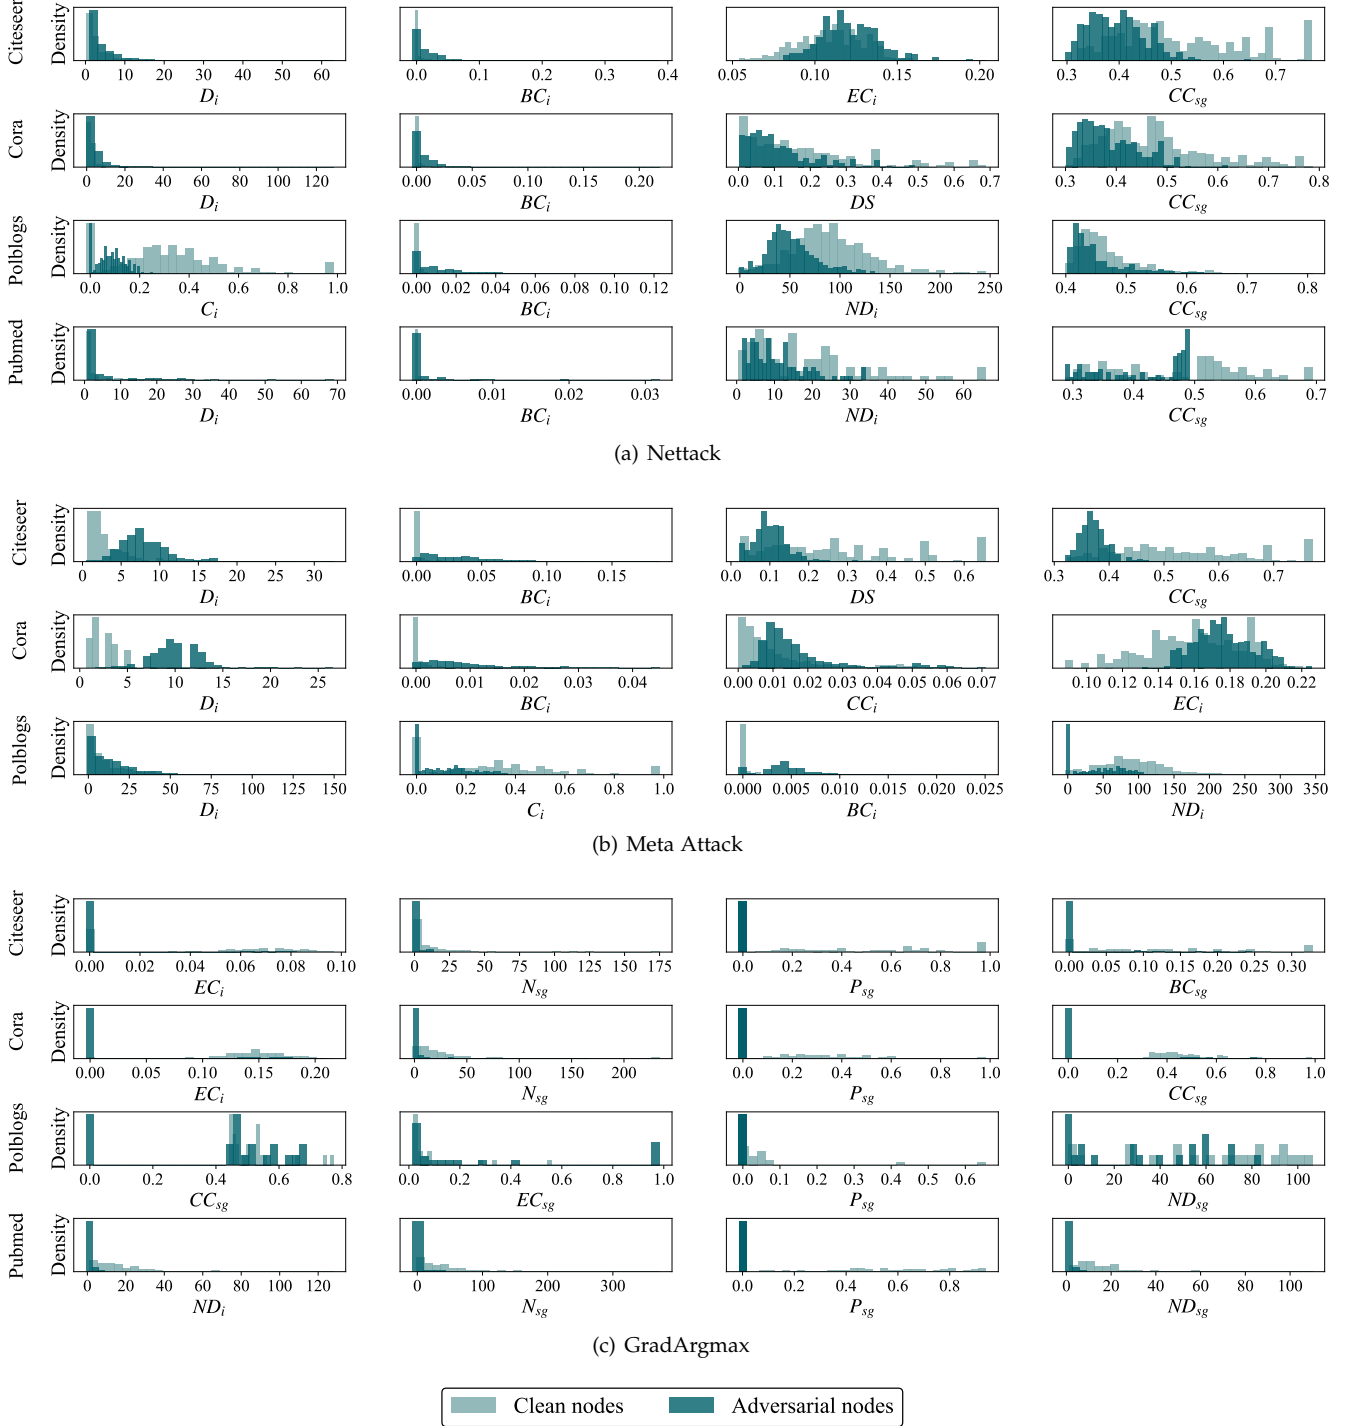 Citeseer Density
0 10 20 30 40 50 60
D_i
0.0 0.1 0.2 0.3 0.4
BC_i
0.05 0.10 0.15 0.20
EC_i
0.3 0.4 0.5 0.6 0.7
CC_sg
Cora Density
0 20 40 60 80 100 120
D_i
0.00 0.05 0.10 0.15 0.20
BC_i
0.0 0.1 0.2 0.3 0.4 0.5 0.6 0.7
DS
0.3 0.4 0.5 0.6 0.7 0.8
CC_sg
Polblogs Density
0.0 0.2 0.4 0.6 0.8 1.0
C_i
0.00 0.02 0.04 0.06 0.08 0.10 0.12
BC_i
0 50 100 150 200 250
ND_i
0.4 0.5 0.6 0.7 0.8
CC_sg
Pubmed Density
0 10 20 30 40 50 60 70
D_i
0.00 0.01 0.02 0.03
BC_i
0 10 20 30 40 50 60
ND_i
0.3 0.4 0.5 0.6 0.7
CC_sg
(a) Nettack
Citeseer Density
0 5 10 15 20 25 30
D_i
0.00 0.05 0.10 0.15
BC_i
0.0 0.1 0.2 0.3 0.4 0.5 0.6
DS
0.3 0.4 0.5 0.6 0.7
CC_sg
Cora Density
0 5 10 15 20 25
D_i
0.00 0.01 0.02 0.03 0.04
BC_i
0.00 0.01 0.02 0.03 0.04 0.05 0.06 0.07
CC_i
0.10 0.12 0.14 0.16 0.18 0.20 0.22
EC_i
Polblogs Density
0 25 50 75 100 125 150
D_i
0.0 0.2 0.4 0.6 0.8 1.0
C_i
0.000 0.005 0.010 0.015 0.020 0.025
BC_i
0 50 100 150 200 250 300 350
ND_i
(b) Meta Attack
Citeseer Density
0.00 0.02 0.04 0.06 0.08 0.10
EC_i
0 25 50 75 100 125 150 175
N_sg
0.0 0.2 0.4 0.6 0.8 1.0
P_sg
0.00 0.05 0.10 0.15 0.20 0.25 0.30
BC_sg
Cora Density
0.00 0.05 0.10 0.15 0.20
EC_i
0 50 100 150 200
N_sg
0.0 0.2 0.4 0.6 0.8 1.0
P_sg
0.0 0.2 0.4 0.6 0.8 1.0
CC_sg
Polblogs Density
0.0 0.2 0.4 0.6 0.8
CC_sg
0.0 0.2 0.4 0.6 0.8 1.0
EC_sg
0.0 0.1 0.2 0.3 0.4 0.5 0.6
P_sg
0 20 40 60 80 100
ND_sg
Pubmed Density
0 20 40 60 80 100 120
ND_i
0 100 200 300
N_sg
0.0 0.2 0.4 0.6 0.8
P_sg
0 20 40 60 80 100
ND_sg
(c) GradArgmax
Clean nodes Adversarial nodes